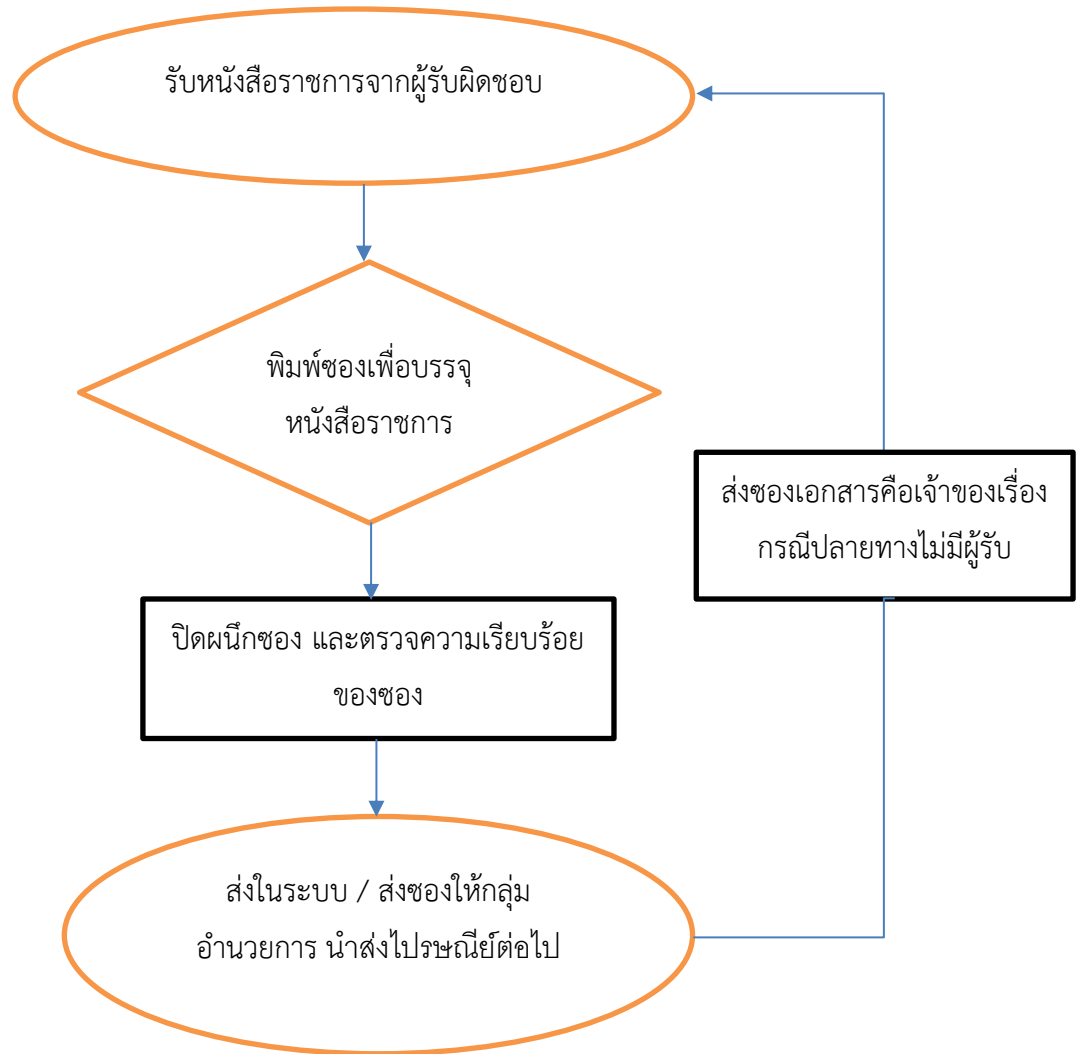 รับหนังสือราชการจากผู้รับผิดชอบ
พิมพ์ซองเพื่อบรรจุ
หนังสือราชการ
ส่งซองเอกสารคือเจ้าของเรื่อง
กรณีปลายทางไม่มีผู้รับ
ปิดผนึกซอง และตรวจความเรียบร้อย
ของซอง
ส่งในระบบ / ส่งซองให้กลุ่ม
อำนวยการ นำส่งไปรษณีย์ต่อไป